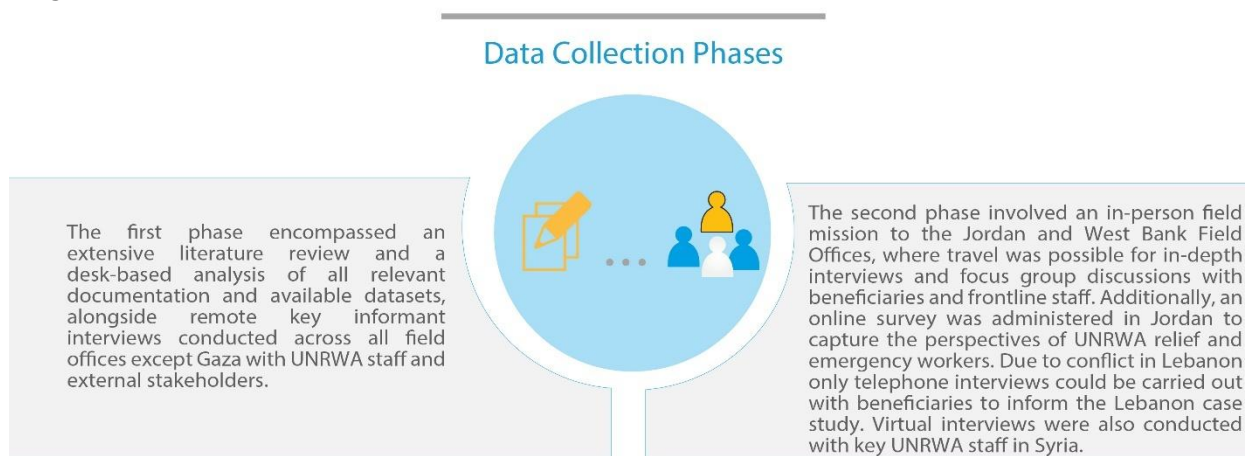 Data Collection Phases
The first phase encompassed an
extensive literature review and a
desk-based analysis of all relevant
documentation and available datasets,
alongside remote key informant
interviews conducted across all field
offices except Gaza with UNRWA staff and
external stakeholders.
The second phase involved an in-person field
mission to the Jordan and West Bank Field
Offices, where travel was possible for in-depth
interviews and focus group discussions with
beneficiaries and frontline staff. Additionally, an
online survey was administered in Jordan to
capture the perspectives of UNRWA relief and
emergency workers. Due to conflict in Lebanon
only telephone interviews could be carried out
with beneficiaries to inform the Lebanon case
study. Virtual interviews were also conducted
with key UNRWA staff in Syria.